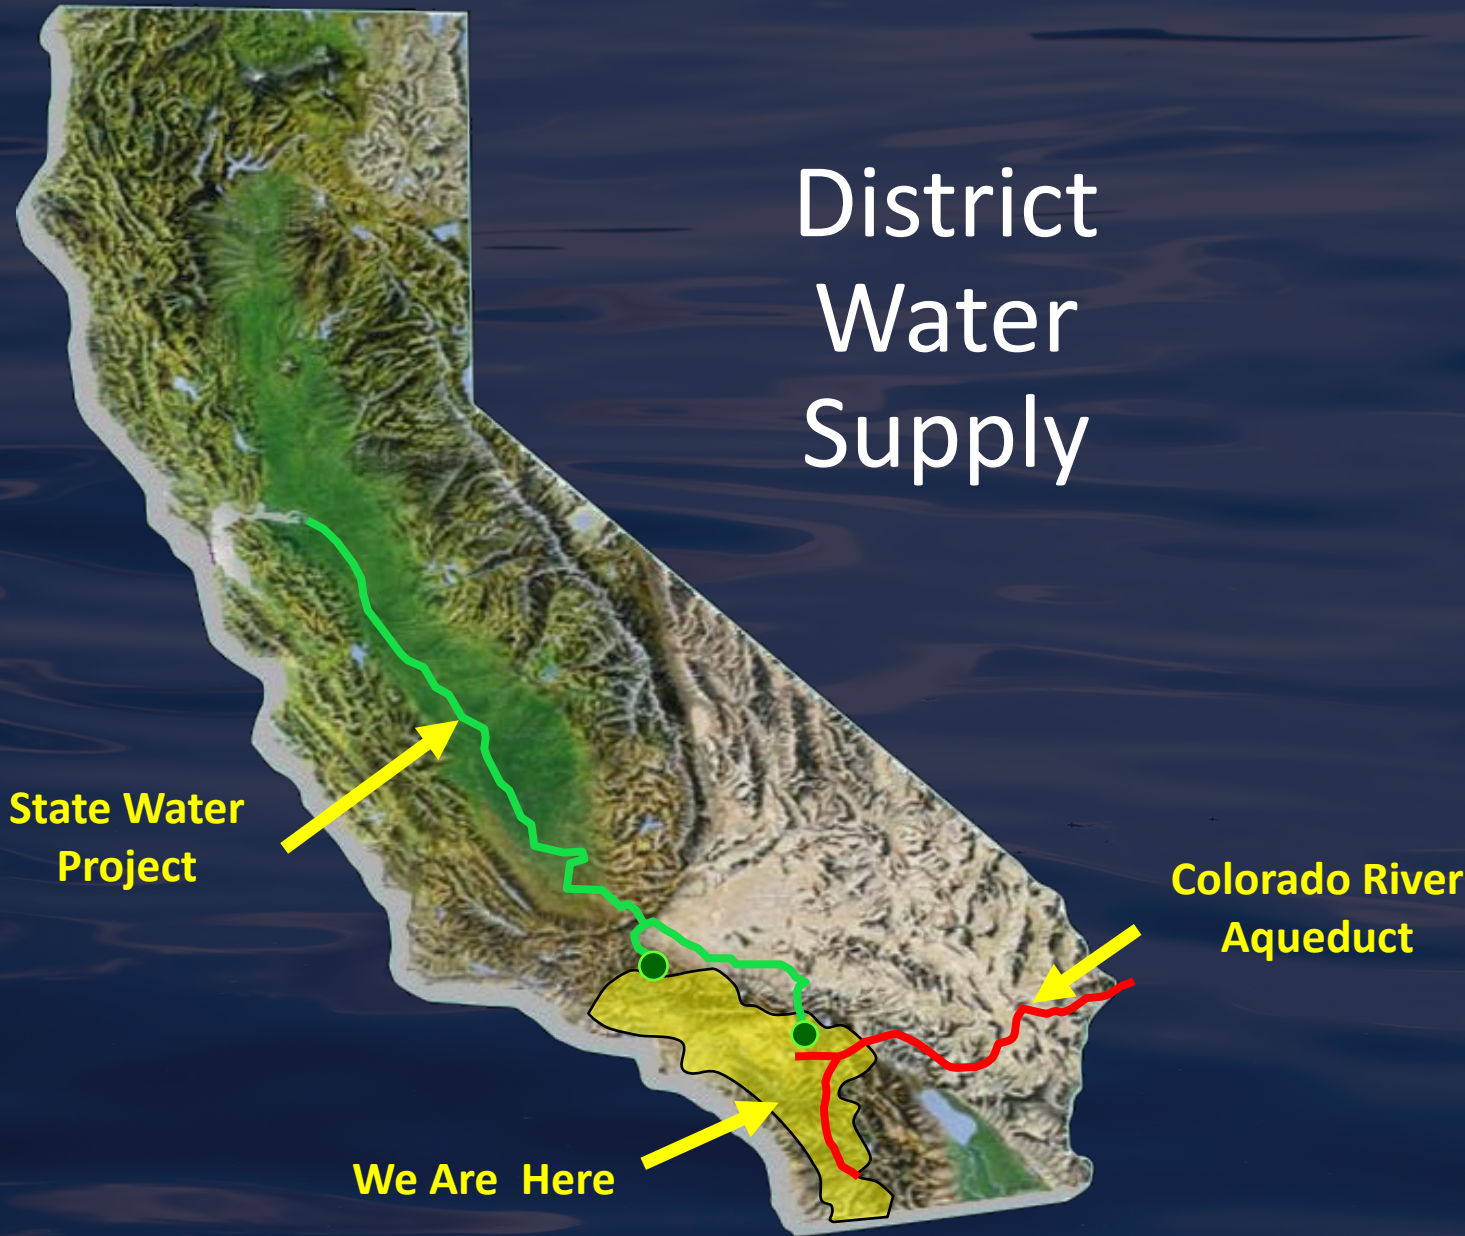 District
Water
Supply
State Water
Project
Colorado River
Aqueduct
We Are  Here